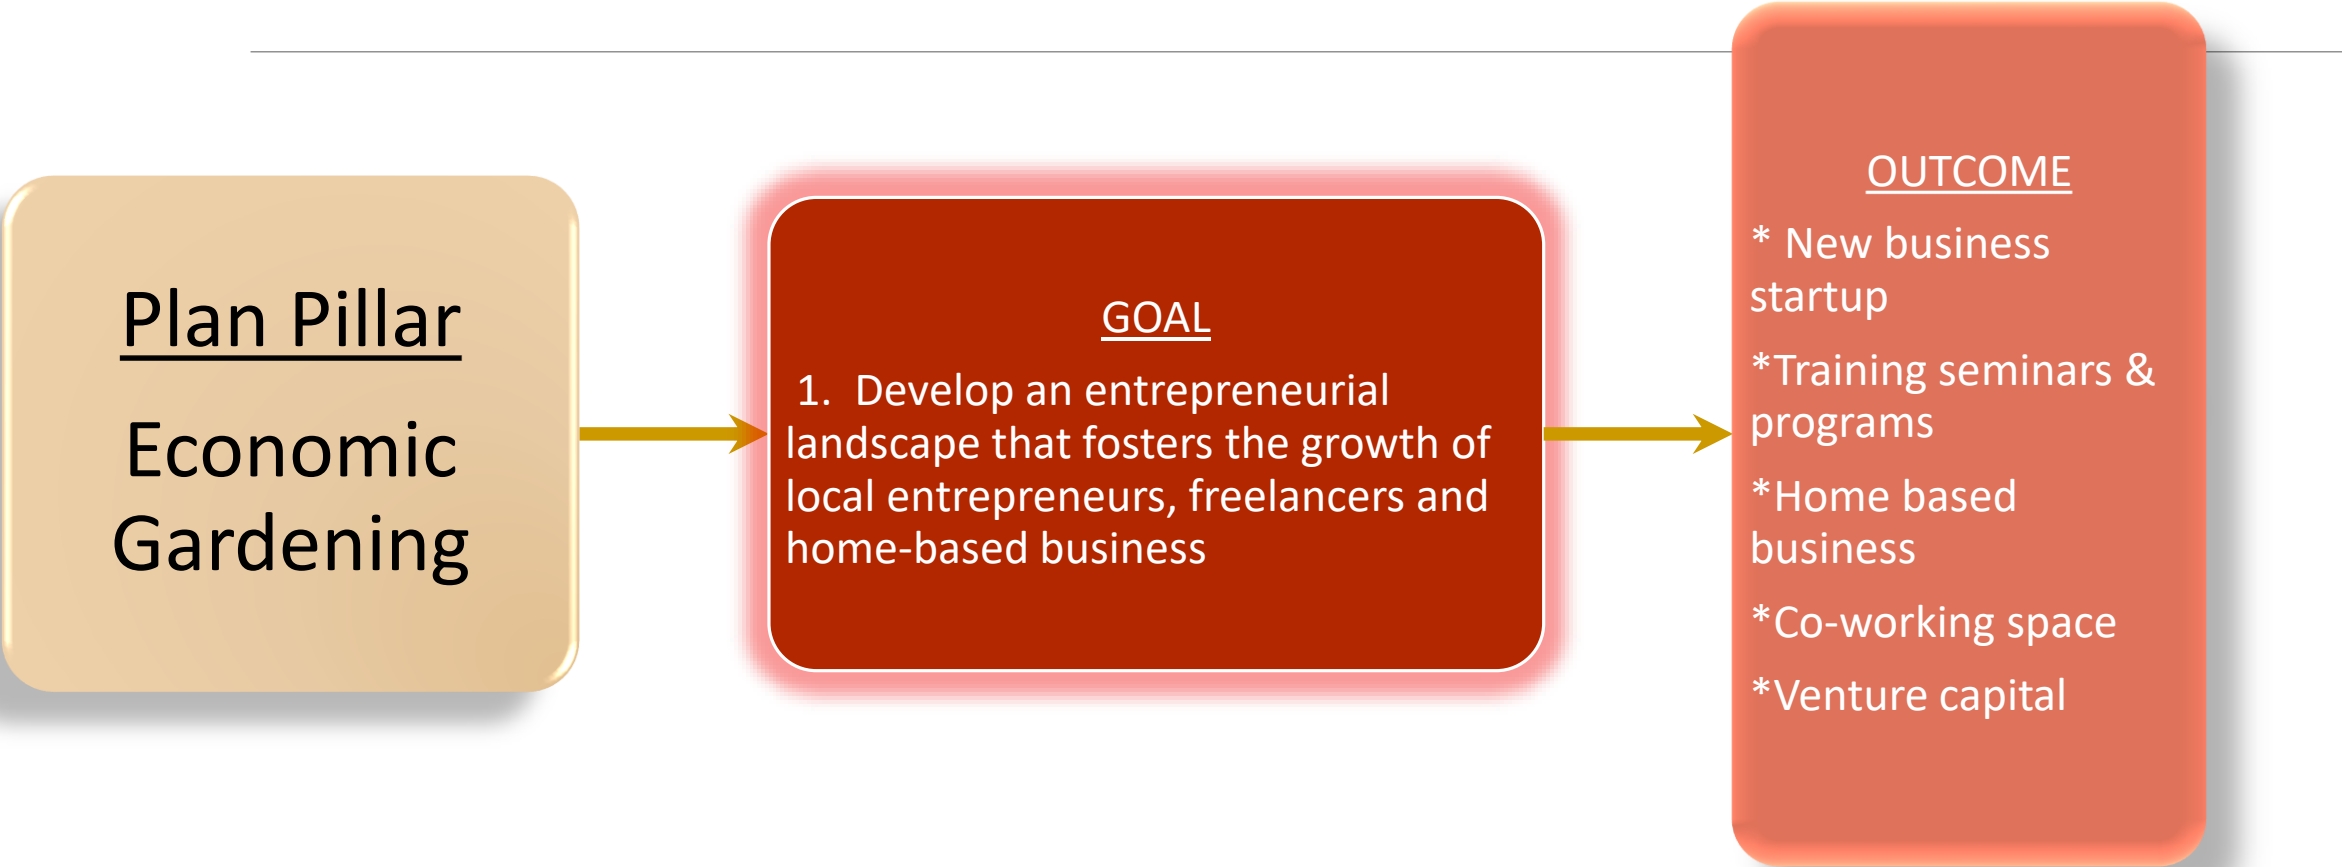 Plan Pillar
Economic
Gardening
GOAL
1. Develop an entrepreneurial
landscape that fosters the growth of
local entrepreneurs, freelancers and
home-based business
OUTCOME
* New business
startup
*Training seminars &
programs
*Home based
business
*Co-working space
*Venture capital